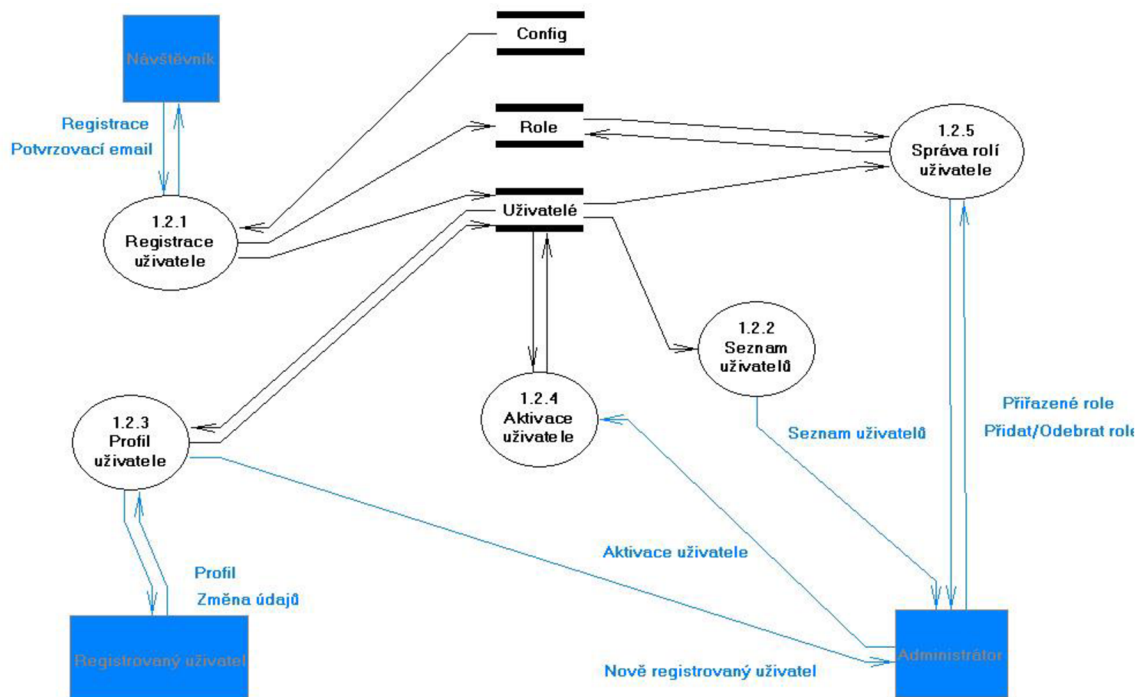 Config
Návštěvník
Registrace
Potvrzovací email
Role
1.2.5
Správa rolí
uživatele
Uživatelé
1.2.1
Registrace
uživatele
1.2.2
Seznam
uživatelů
1.2.3
Profil
uživatele
1.2.4
Aktivace
uživatele
Seznam uživatelů
Přiřazené role
Přidat/Odebrat role
Aktivace uživatele
Profil
Změna údajů
Registrovaný uživatel
Nově registrovaný uživatel
Administrátor